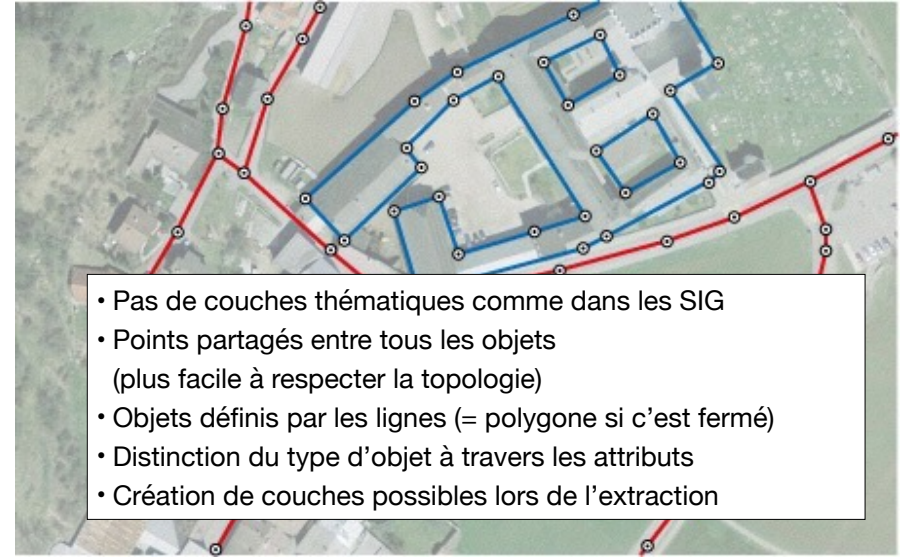 • Pas de couches thématiques comme dans les SIG
• Points partagés entre tous les objets
(plus facile à respecter la topologie)
• Objets définis par les lignes (= polygone si c’est fermé)
• Distinction du type d’objet à travers les attributs
• Création de couches possibles lors de l’extraction